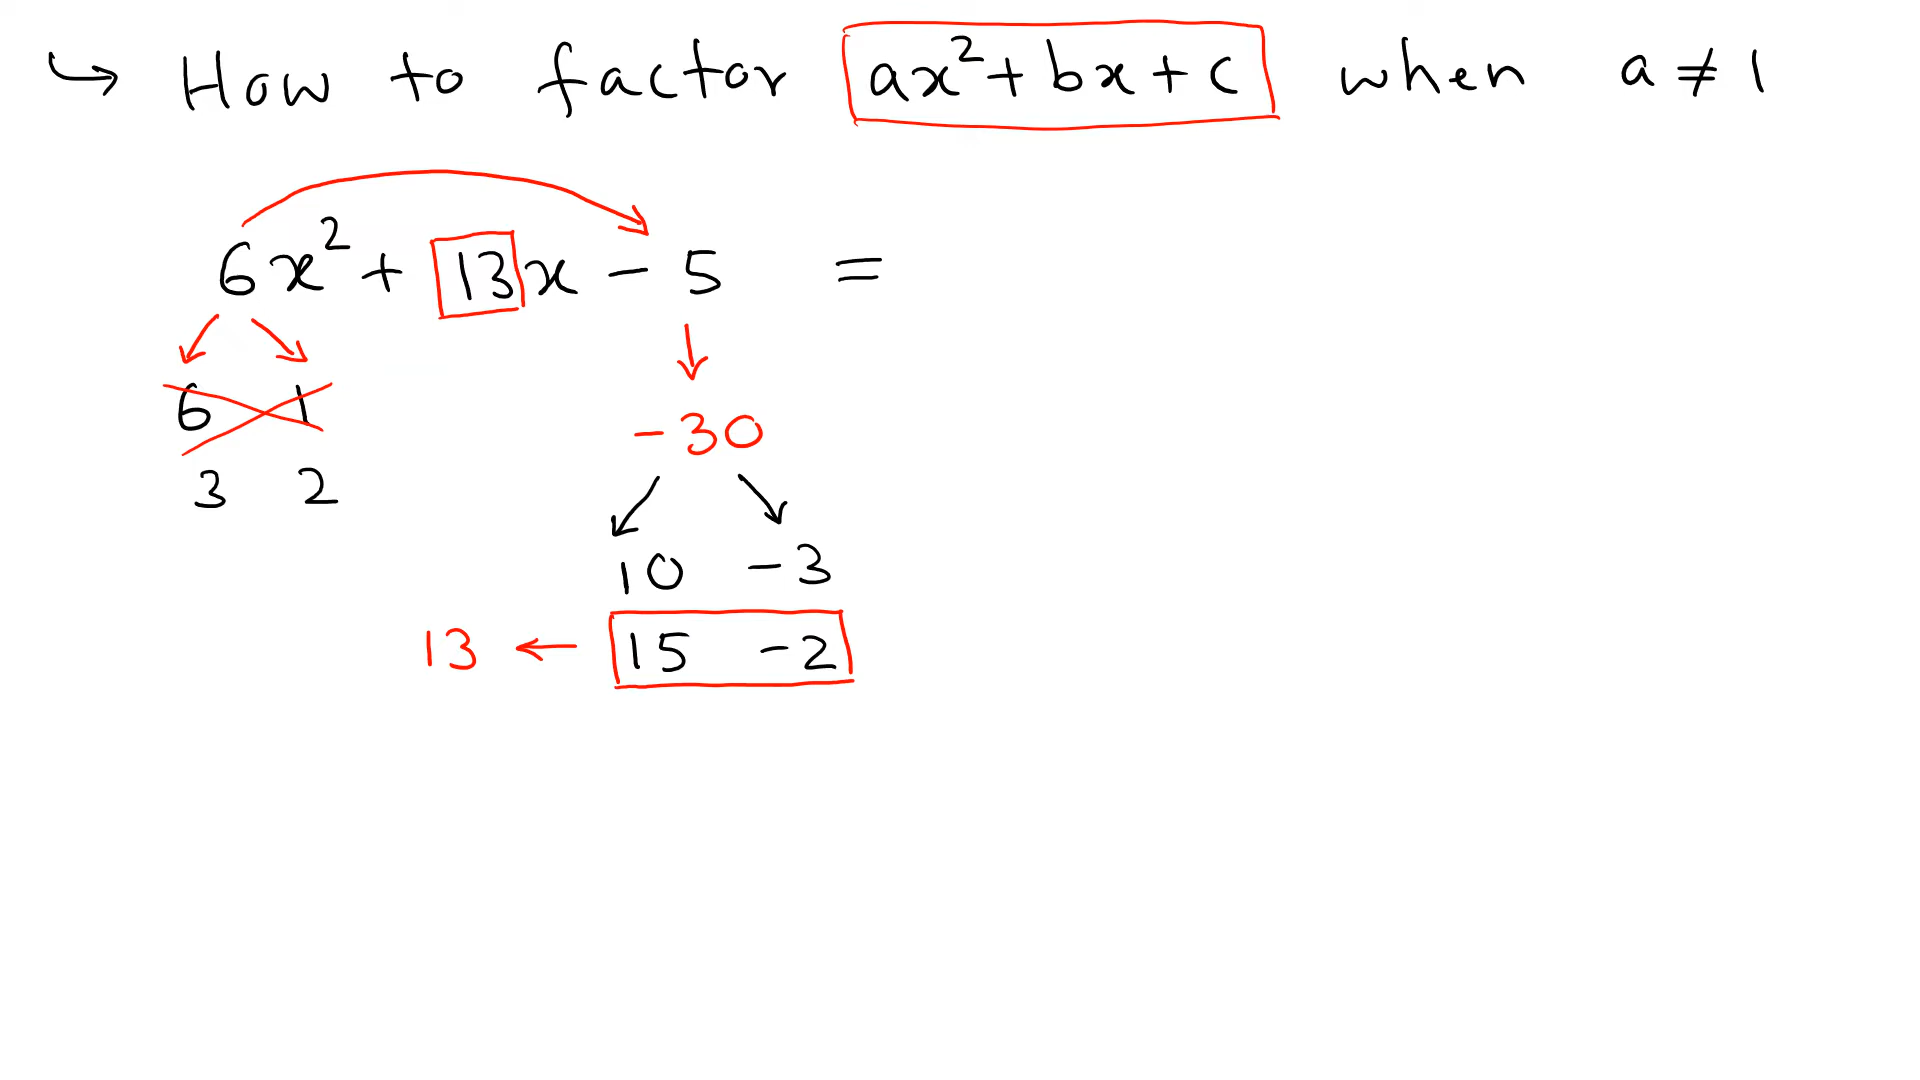 ↪ How to factor ax²+bx+c when a≠1
6x² + 13x - 5 =
6 1
-30
3 2
10 -3
13 ← 15 -2